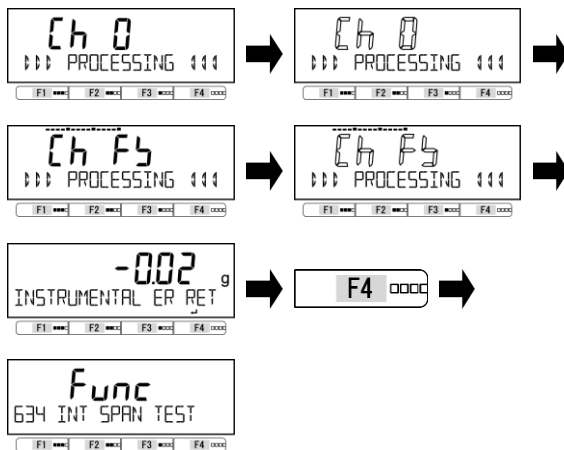 Ch 0
PROCESSING
F1 F2 F3 F4
Ch 0
PROCESSING
F1 F2 F3 F4
Ch FS
PROCESSING
F1 F2 F3 F4
Ch FS
PROCESSING
F1 F2 F3 F4
-0.02 g
INSTRUMENTAL ER RET
F1 F2 F3 F4
F4
Func
634 INT SPAN TEST
F1 F2 F3 F4